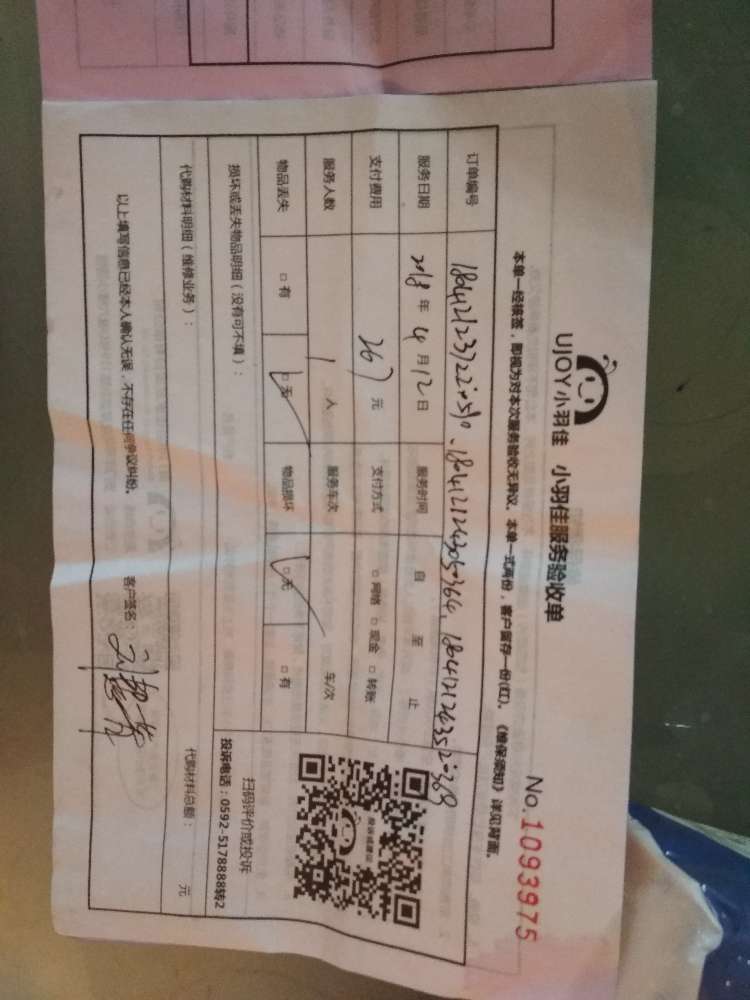 UJOY小羽佳 小羽佳服务验收单
No.1093975
本单一经接签,即视为对本次服务验收无异议。本单一式两份,客户留存一份(红)。《维保须知》详见背面。
订单编号
服务日期 2018 年 4 月 12 日 服务时间 自 至 止
支付费用 267 元 支付方式 □ 网络 □ 现金 □ 转账
服务人数 1 人 服务车次 车/次
物品丢失 □ 有 □ 无 物品损坏 □ 无 □ 有
扫码评价或投诉
投诉电话:0592-5178888转2
损坏或丢失物品明细(没有可不填):
代购材料明细(维修业务): 代购材料总额: 元
以上填写信息已经本人确认无误,不存在任何争议纠纷。 客户签名: